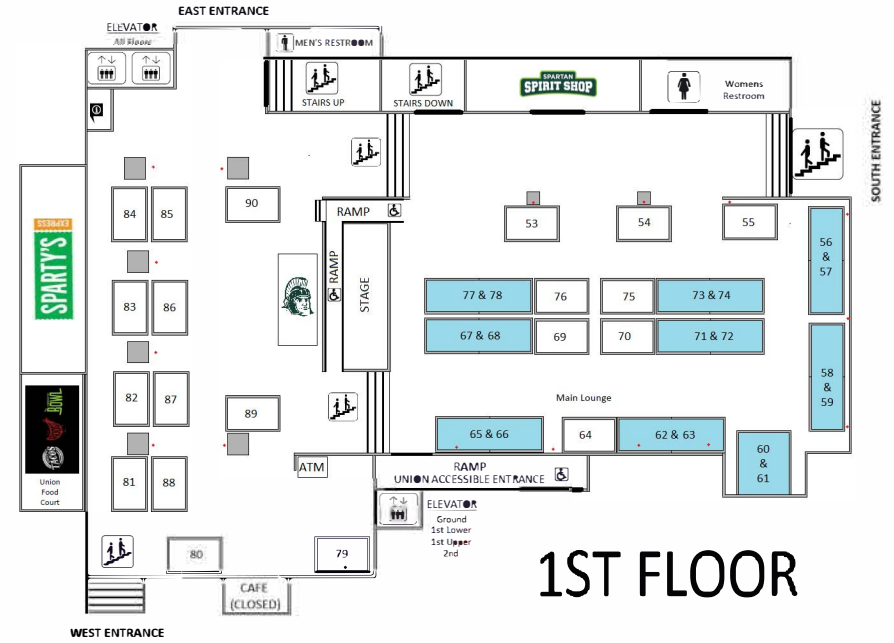 EAST ENTRANCE
ELEVATOR
All Floors
MEN'S RESTROOM
STAIRS UP
STAIRS DOWN
SPARTAN
SPIRIT SHOP
Womens
Restroom
SOUTH ENTRANCE
84
85
90
RAMP
53
54
55
56
&
57
SPARTY'S
EXPRESS
RAMP
STAGE
83
86
77 & 78
76
75
73 & 74
67 & 68
69
70
71 & 72
58
&
59
82
87
89
Main Lounge
65 & 66
64
62 & 63
60
&
61
BOWL
Union
Food
Court
81
88
ATM
RAMP
UNION ACCESSIBLE ENTRANCE
ELEVATOR
Ground
1st Lower
1st Upper
2nd
80
79
CAFE
(CLOSED)
1ST FLOOR
WEST ENTRANCE